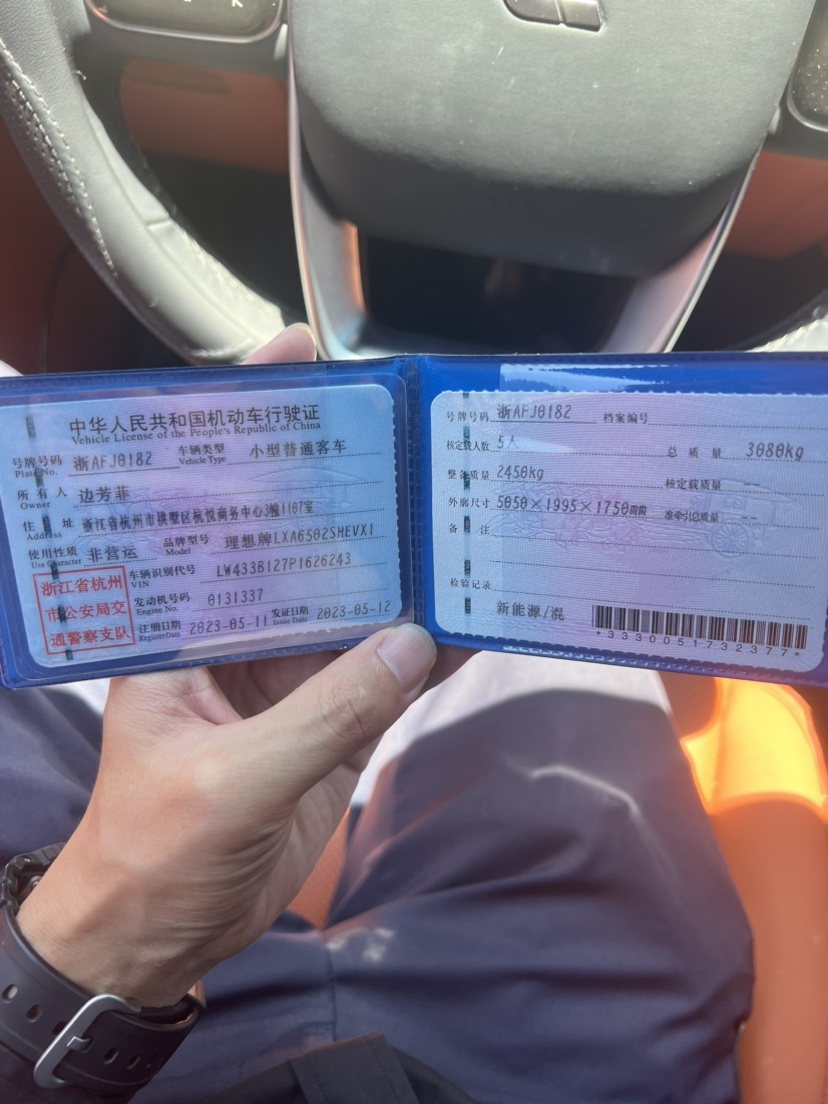 中华人民共和国机动车行驶证
Vehicle License of the People's Republic of China
号牌号码 浙AFJ0182 车辆类型 小型普通客车
Plate No. Vehicle Type
所有人 边芳菲
Owner
住址 浙江省杭州市拱墅区杭悦商务中心3幢1107室
Address
使用性质 非营运 品牌型号 理想牌LXA6502SHEVX1
Use Character Model
浙江省杭州
市公安局交
通警察支队
车辆识别代号 LW433B127P1626243
VIN
发动机号码 0131337
Engine No.
注册日期 2023-05-11 发证日期 2023-05-12
Register Date Issue Date
号牌号码 浙AFJ0182 档案编号
核定载人数 5人 总质量 3080kg
整备质量 2450kg 核定载质量 --
外廓尺寸 5050×1995×1750mm 准牵引总质量 --
备注
检验记录
新能源/混
*3330051732377*